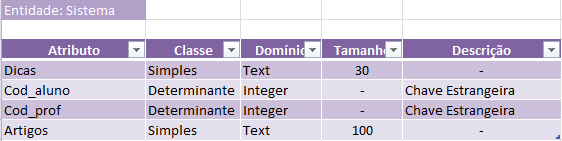 Entidade: Sistema
Atributo Classe Domínio Tamanho Descrição
Dicas Simples Text 30 -
Cod_aluno Determinante Integer - Chave Estrangeira
Cod_prof Determinante Integer - Chave Estrangeira
Artigos Simples Text 100 -